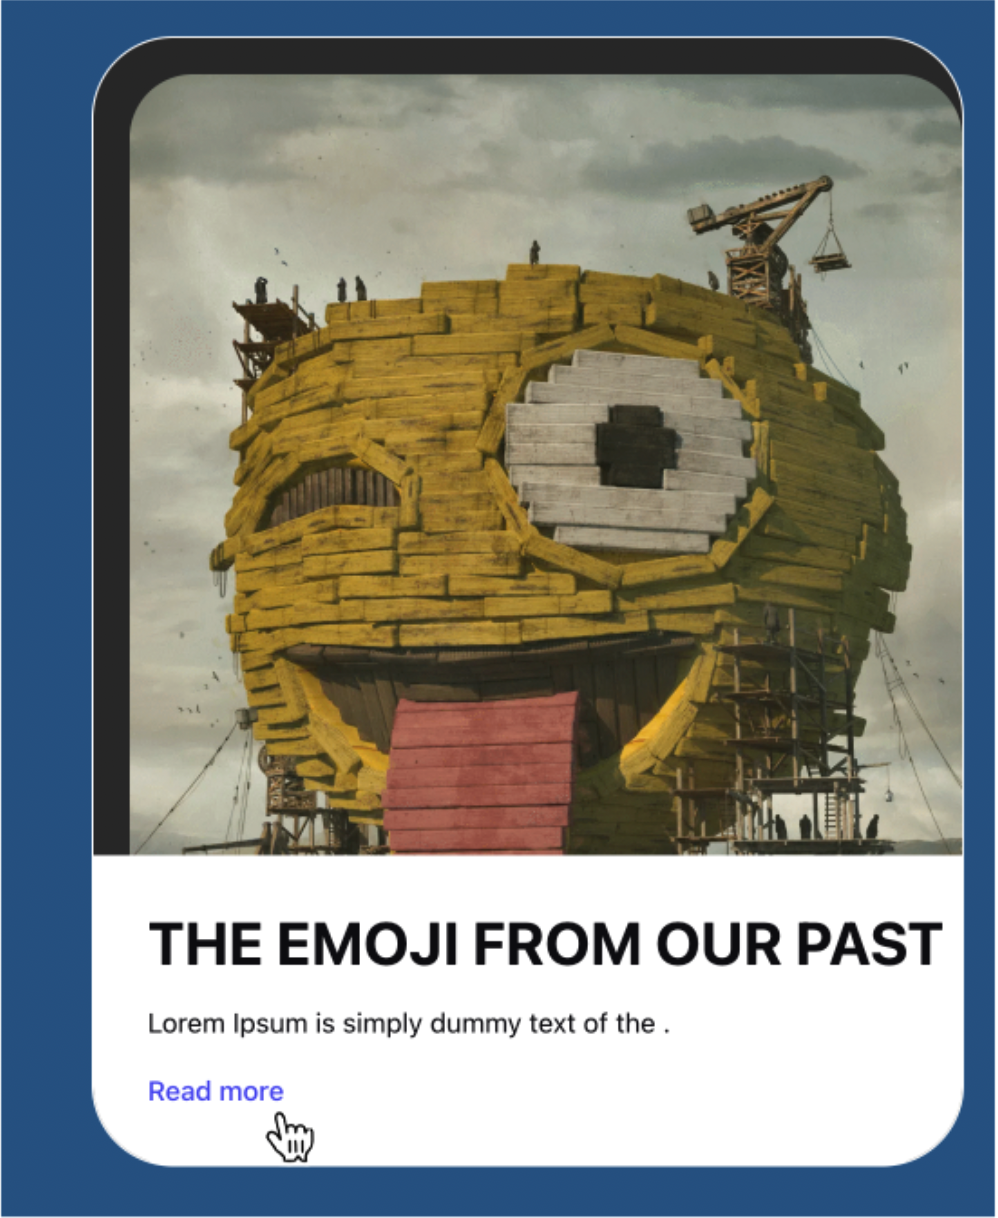 THE EMOJI FROM OUR PAST
Lorem Ipsum is simply dummy text of the .
Read more